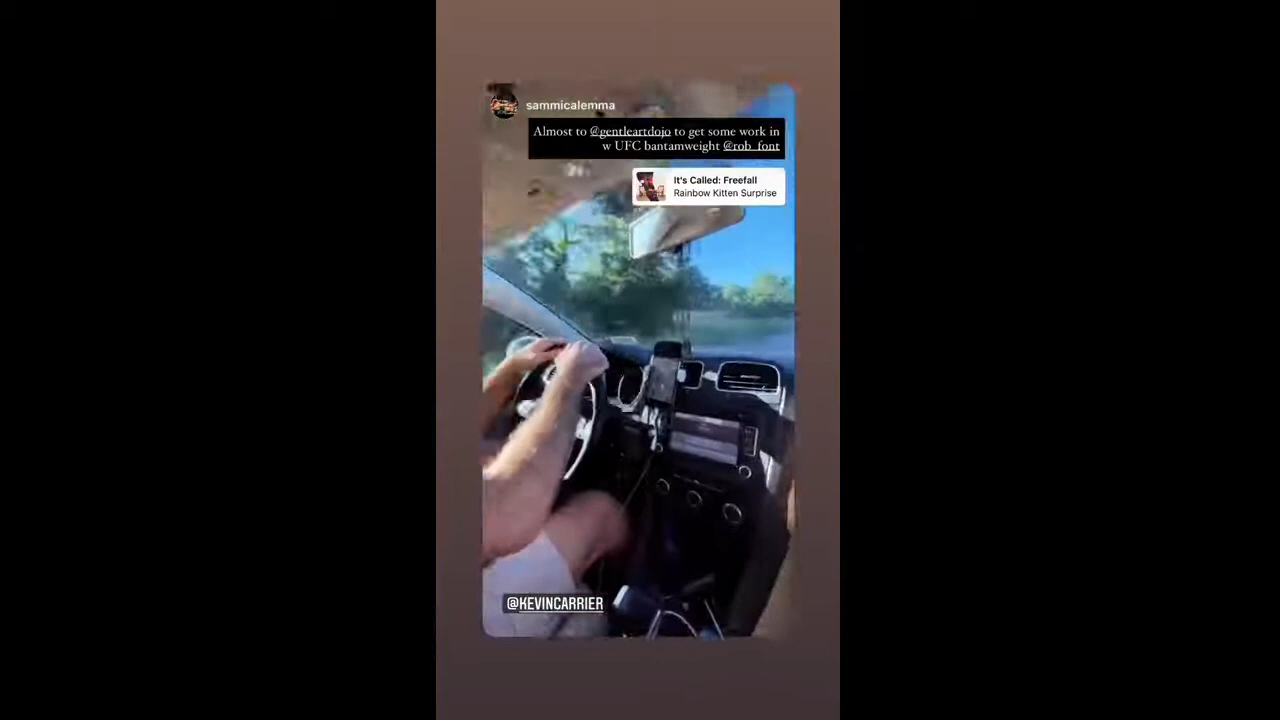 sammicalemma
Almost to @gentleartdojo to get some work in
w UFC bantamweight @rob_font
It's Called: Freefall
Rainbow Kitten Surprise
@KEVINCARRIER